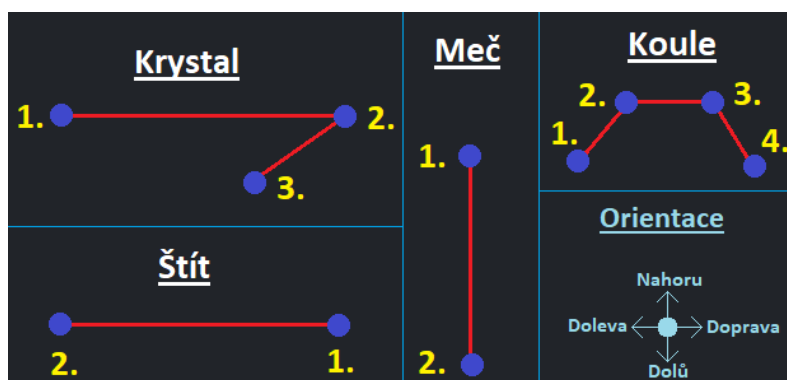 Krystal
1.
2.
3.
Štít
2.
1.
Meč
1.
2.
Koule
1.
2.
3.
4.
Orientace
Nahoru
Doleva
Doprava
Dolů